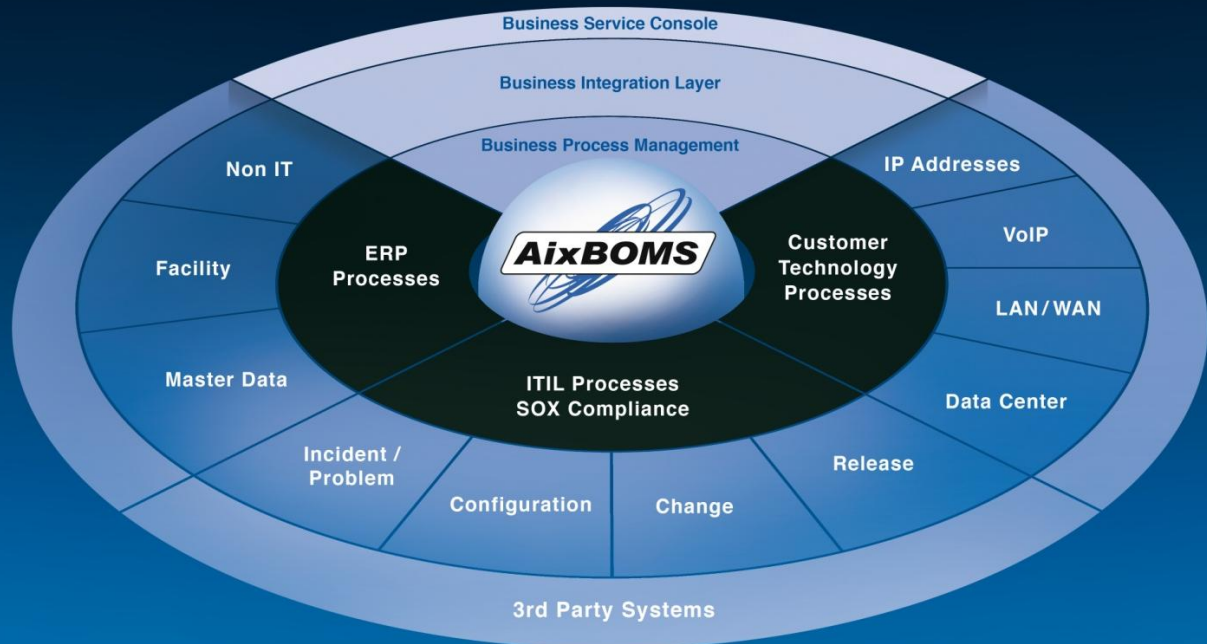 Business Service Console
Business Integration Layer
Business Process Management
Non IT
Facility
Master Data
ERP
Processes
AixBOMS
Customer
Technology
Processes
IP Addresses
VoIP
LAN/WAN
Data Center
ITIL Processes
SOX Compliance
Incident /
Problem
Configuration
Change
Release
3rd Party Systems